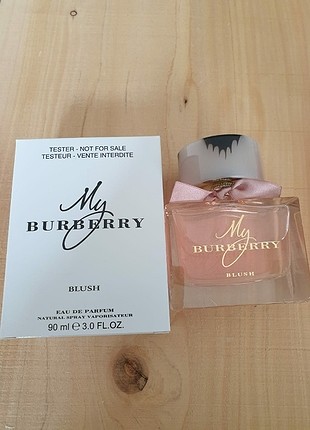 TESTER - NOT FOR SALE
TESTEUR - VENTE INTERDITE
My
BURBERRY
BLUSH
EAU DE PARFUM
NATURAL SPRAY VAPORISATEUR
90 ml ℮ 3.0 FL.OZ.
My
BURBERRY
BLUSH